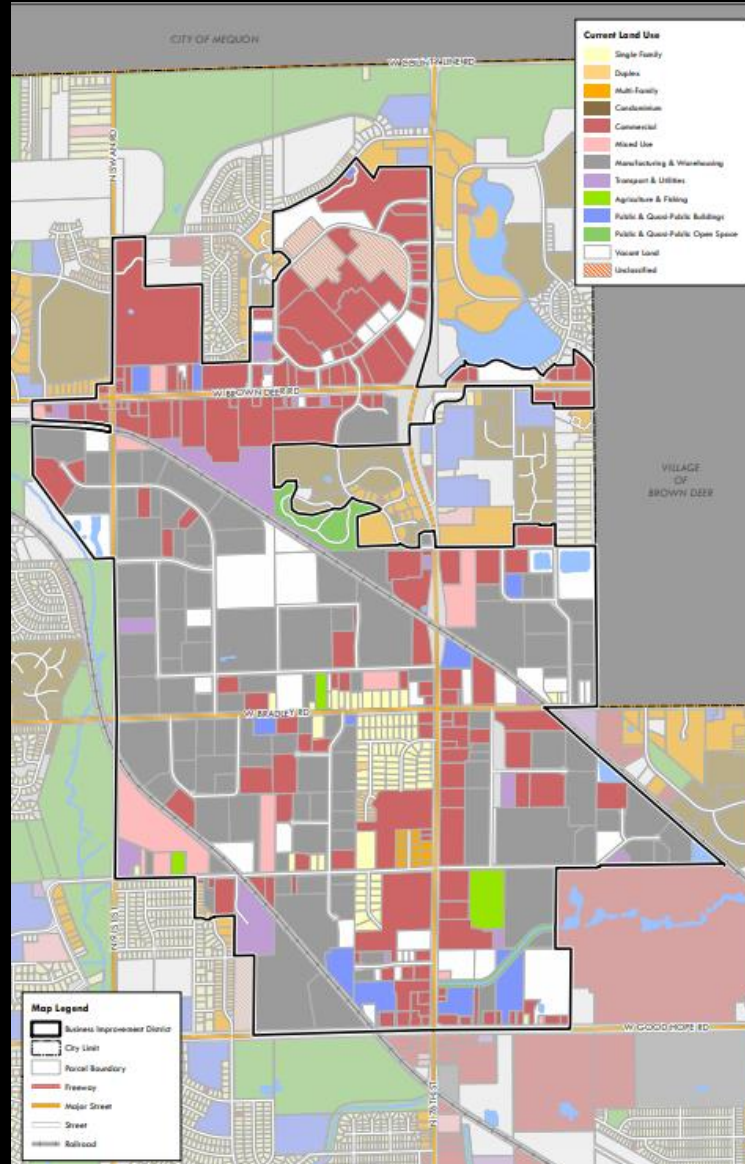 CITY OF MEQUON
W COUNTY LINE RD
N SWAN RD
Current Land Use
Single Family
Duplex
Multi-Family
Condominium
Commercial
Mixed Use
Manufacturing & Warehousing
Transport & Utilities
Agriculture & Fishing
Public & Quasi-Public Buildings
Public & Quasi-Public Open Space
Vacant Land
Unclassified
W BROWN DEER RD
VILLAGE
OF
BROWN DEER
W BRADLEY RD
N 91ST ST
Map Legend
Business Improvement District
City Limit
Parcel Boundary
Freeway
Major Street
Street
Railroad
W GOOD HOPE RD
N 76TH ST